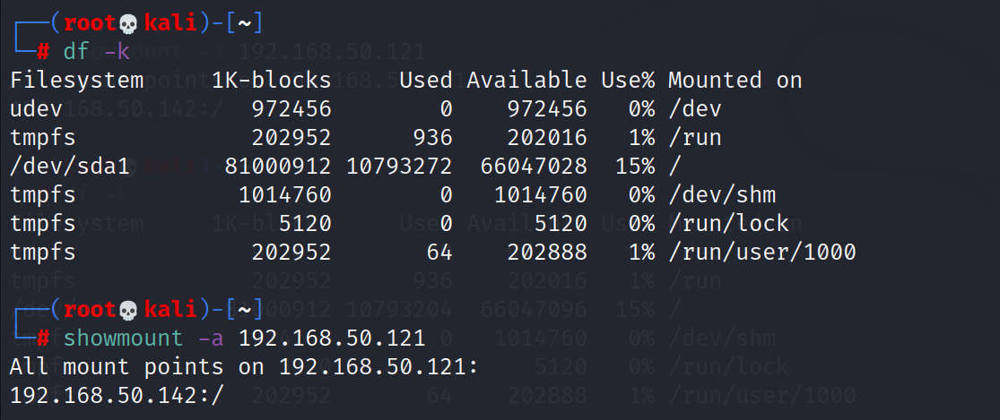 ┌──(root💀kali)-[~]
└─# df -k
Filesystem     1K-blocks     Used Available Use% Mounted on
udev              972456        0    972456   0% /dev
tmpfs             202952      936    202016   1% /run
/dev/sda1       81000912 10793272  66047028  15% /
tmpfs            1014760        0   1014760   0% /dev/shm
tmpfs               5120        0      5120   0% /run/lock
tmpfs             202952       64    202888   1% /run/user/1000
┌──(root💀kali)-[~]
└─# showmount -a 192.168.50.121
All mount points on 192.168.50.121:
192.168.50.142:/